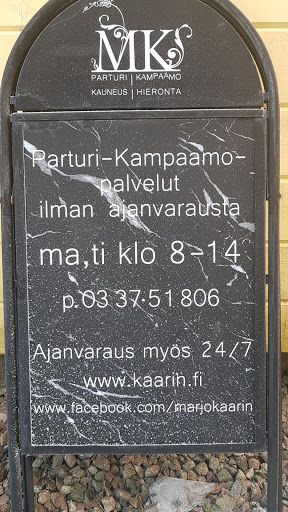 MK
PARTURI | KAMPAAMO
KAUNEUS | HIERONTA
Parturi-Kampaamo-
palvelut
ilman ajanvarausta
ma,ti klo 8-14
p.03 37 51 806
Ajanvaraus myös 24/7
www.kaarin.fi
www.facebook.com/marjokaarin